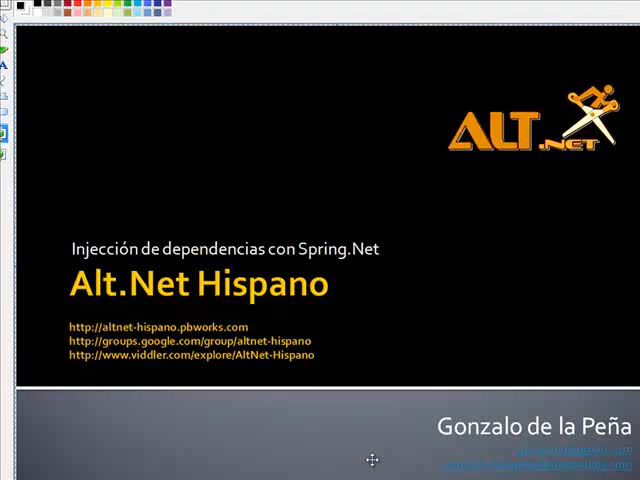 ALT.NET
Injección de dependencias con Spring.Net
Alt.Net Hispano
http://altnet-hispano.pbworks.com
http://groups.google.com/group/altnet-hispano
http://www.viddler.com/explore/AltNet-Hispano
Gonzalo de la Peña